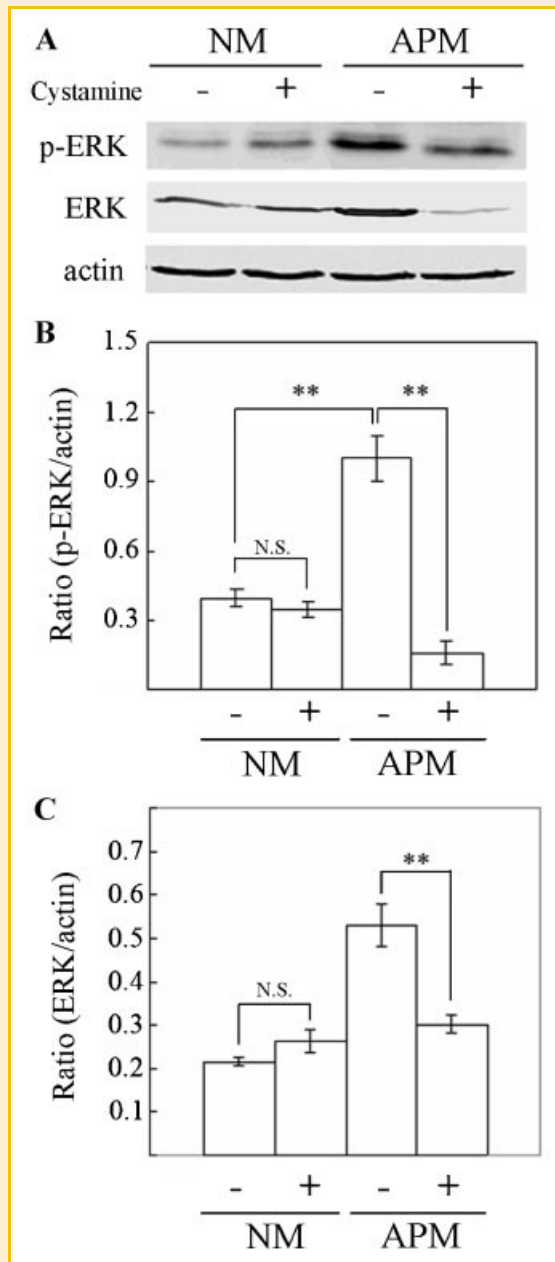 A
NM APM
Cystamine - + - +
p-ERK
ERK
actin
B
Ratio (p-ERK/actin)
1.5
1.2
0.9
0.6
0.3
** **
N.S.
- + - +
NM APM
C
Ratio (ERK/actin)
0.7
0.6
0.5
0.4
0.3
0.2
0.1
**
N.S.
- + - +
NM APM